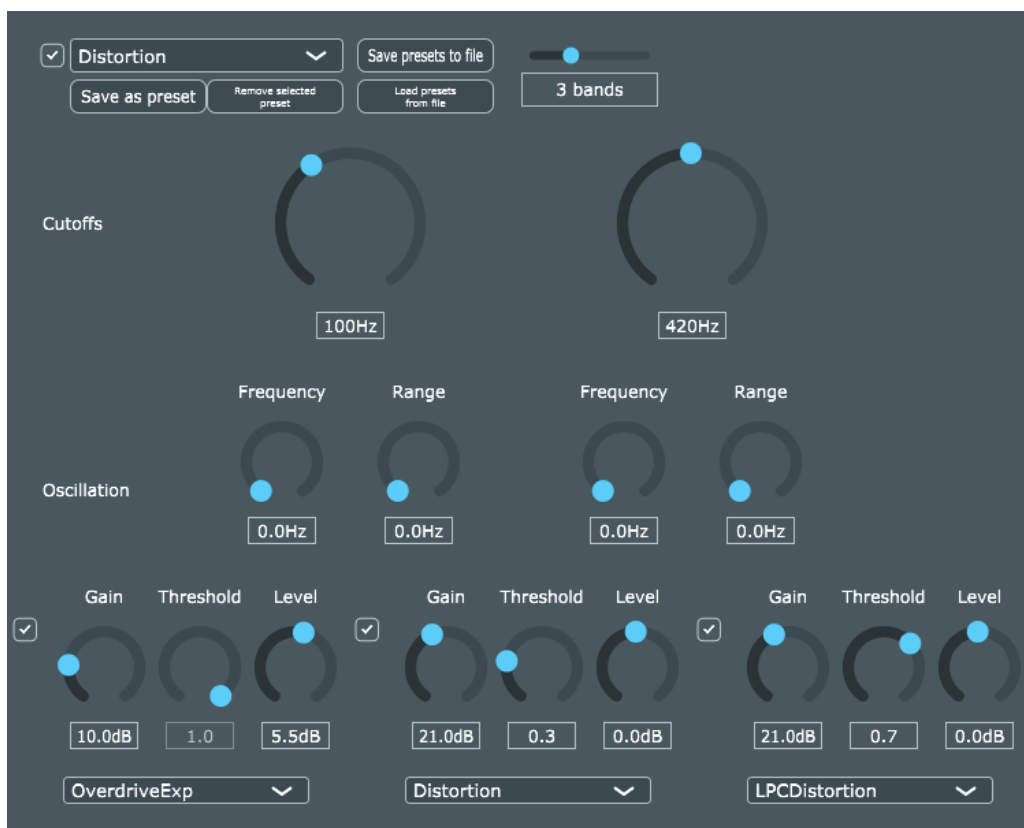 Distortion
Save presets to file
Save as preset
Remove selected
preset
Load presets
from file
3 bands
Cutoffs
100Hz
420Hz
Frequency
Range
Frequency
Range
Oscillation
0.0Hz
0.0Hz
0.0Hz
0.0Hz
Gain
Threshold
Level
Gain
Threshold
Level
Gain
Threshold
Level
10.0dB
1.0
5.5dB
21.0dB
0.3
0.0dB
21.0dB
0.7
0.0dB
OverdriveExp
Distortion
LPCDistortion